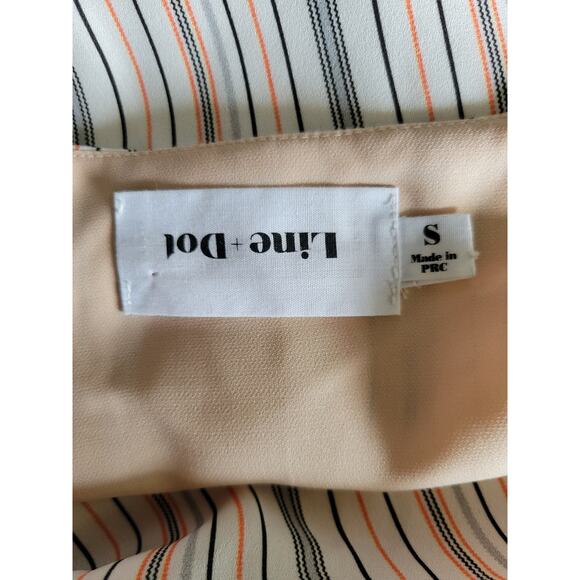 Line + Dot
S
Made in
PRC